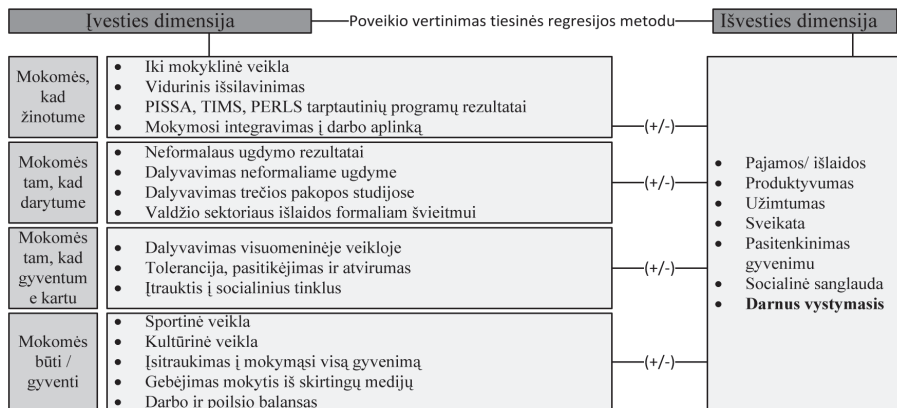 Įvesties dimensija
Poveikio vertinimas tiesinės regresijos metodu
Išvesties dimensija
Mokomės,
kad
žinotume
• Iki mokyklinė veikla
• Vidurinis išsilavinimas
• PISSA, TIMS, PERLS tarptautinių programų rezultatai
• Mokymosi integravimas į darbo aplinką
(+/-)
Mokomės
tam, kad
darytume
• Neformalaus ugdymo rezultatai
• Dalyvavimas neformaliame ugdyme
• Dalyvavimas trečios pakopos studijose
• Valdžio sektoriaus išlaidos formaliam švieitmui
(+/-)
Mokomės
tam, kad
gyventum
e kartu
• Dalyvavimas visuomeninėje veikloje
• Tolerancija, pasitikėjimas ir atvirumas
• Įtrauktis į socialinius tinklus
(+/-)
Mokomės
būti /
gyventi
• Sportinė veikla
• Kultūrinė veikla
• Įsitraukimas į mokymąsi visą gyvenimą
• Gebėjimas mokytis iš skirtingų medijų
• Darbo ir poilsio balansas
(+/-)
• Pajamos/ išlaidos
• Produktyvumas
• Užimtumas
• Sveikata
• Pasitenkinimas
gyvenimu
• Socialinė sanglauda
• Darnus vystymasis